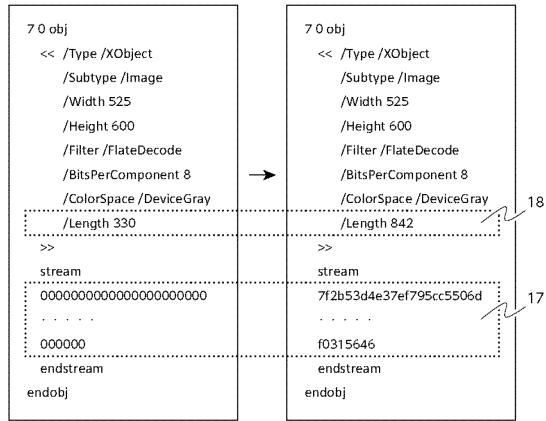 7 0 obj
<< /Type /XObject
/Subtype /Image
/Width 525
/Height 600
/Filter /FlateDecode
/BitsPerComponent 8
/ColorSpace /DeviceGray
/Length 330
>>
stream
0000000000000000000000
. . . . .
000000
endstream
endobj
7 0 obj
<< /Type /XObject
/Subtype /Image
/Width 525
/Height 600
/Filter /FlateDecode
/BitsPerComponent 8
/ColorSpace /DeviceGray
/Length 842
>>
stream
7f2b53d4e37ef795cc5506d
. . . . .
f0315646
endstream
endobj
18
17